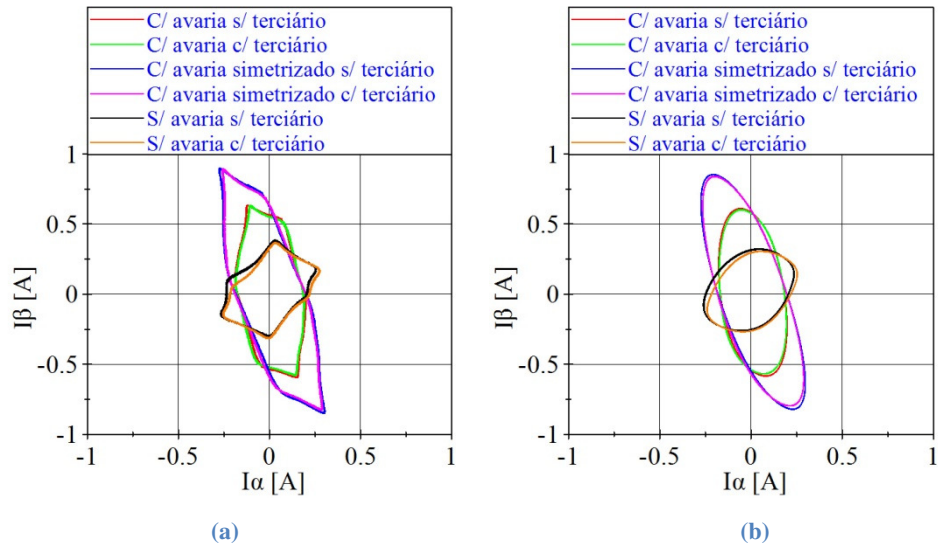 C/ avaria s/ terciário
C/ avaria c/ terciário
C/ avaria simetrizado s/ terciário
C/ avaria simetrizado c/ terciário
S/ avaria s/ terciário
S/ avaria c/ terciário
1
0.5
0
-0.5
-1
Iβ [A]
-1 -0.5 0 0.5 1
Iα [A]
(a)
C/ avaria s/ terciário
C/ avaria c/ terciário
C/ avaria simetrizado s/ terciário
C/ avaria simetrizado c/ terciário
S/ avaria s/ terciário
S/ avaria c/ terciário
1
0.5
0
-0.5
-1
Iβ [A]
-1 -0.5 0 0.5 1
Iα [A]
(b)